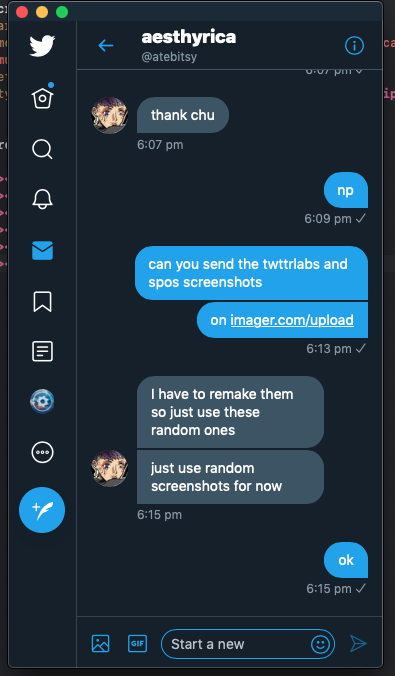 aesthyrica
@atebitsy
6:07 pm ✓
thank chu
6:07 pm
np
6:09 pm ✓
can you send the twttrlabs and
spos screenshots
on imager.com/upload
6:13 pm ✓
I have to remake them
so just use these
random ones
just use random
screenshots for now
6:15 pm
ok
6:15 pm ✓
GIF
Start a new